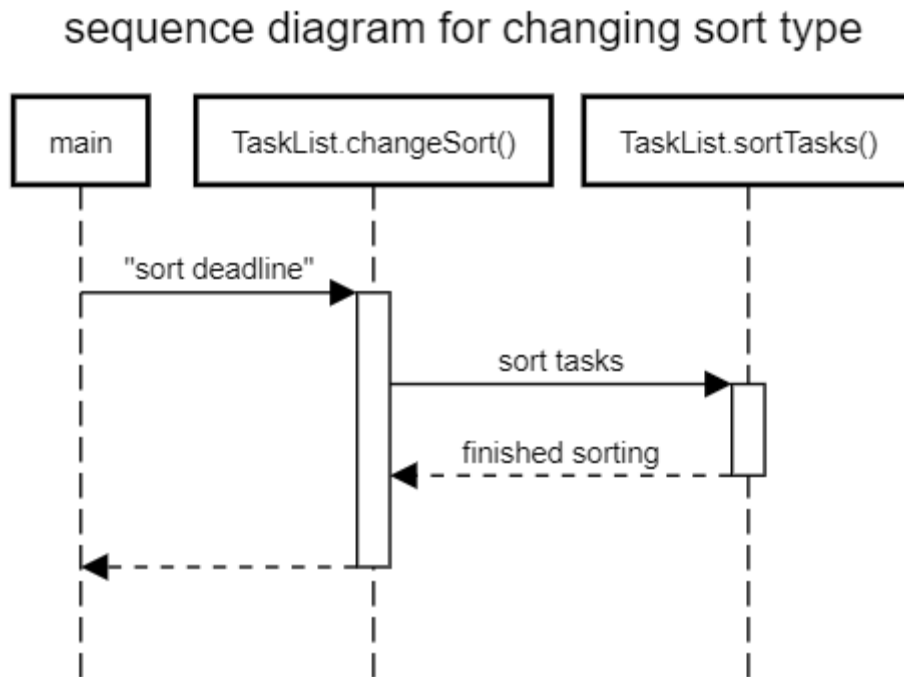 sequence diagram for changing sort type
main
TaskList.changeSort()
TaskList.sortTasks()
"sort deadline"
sort tasks
finished sorting